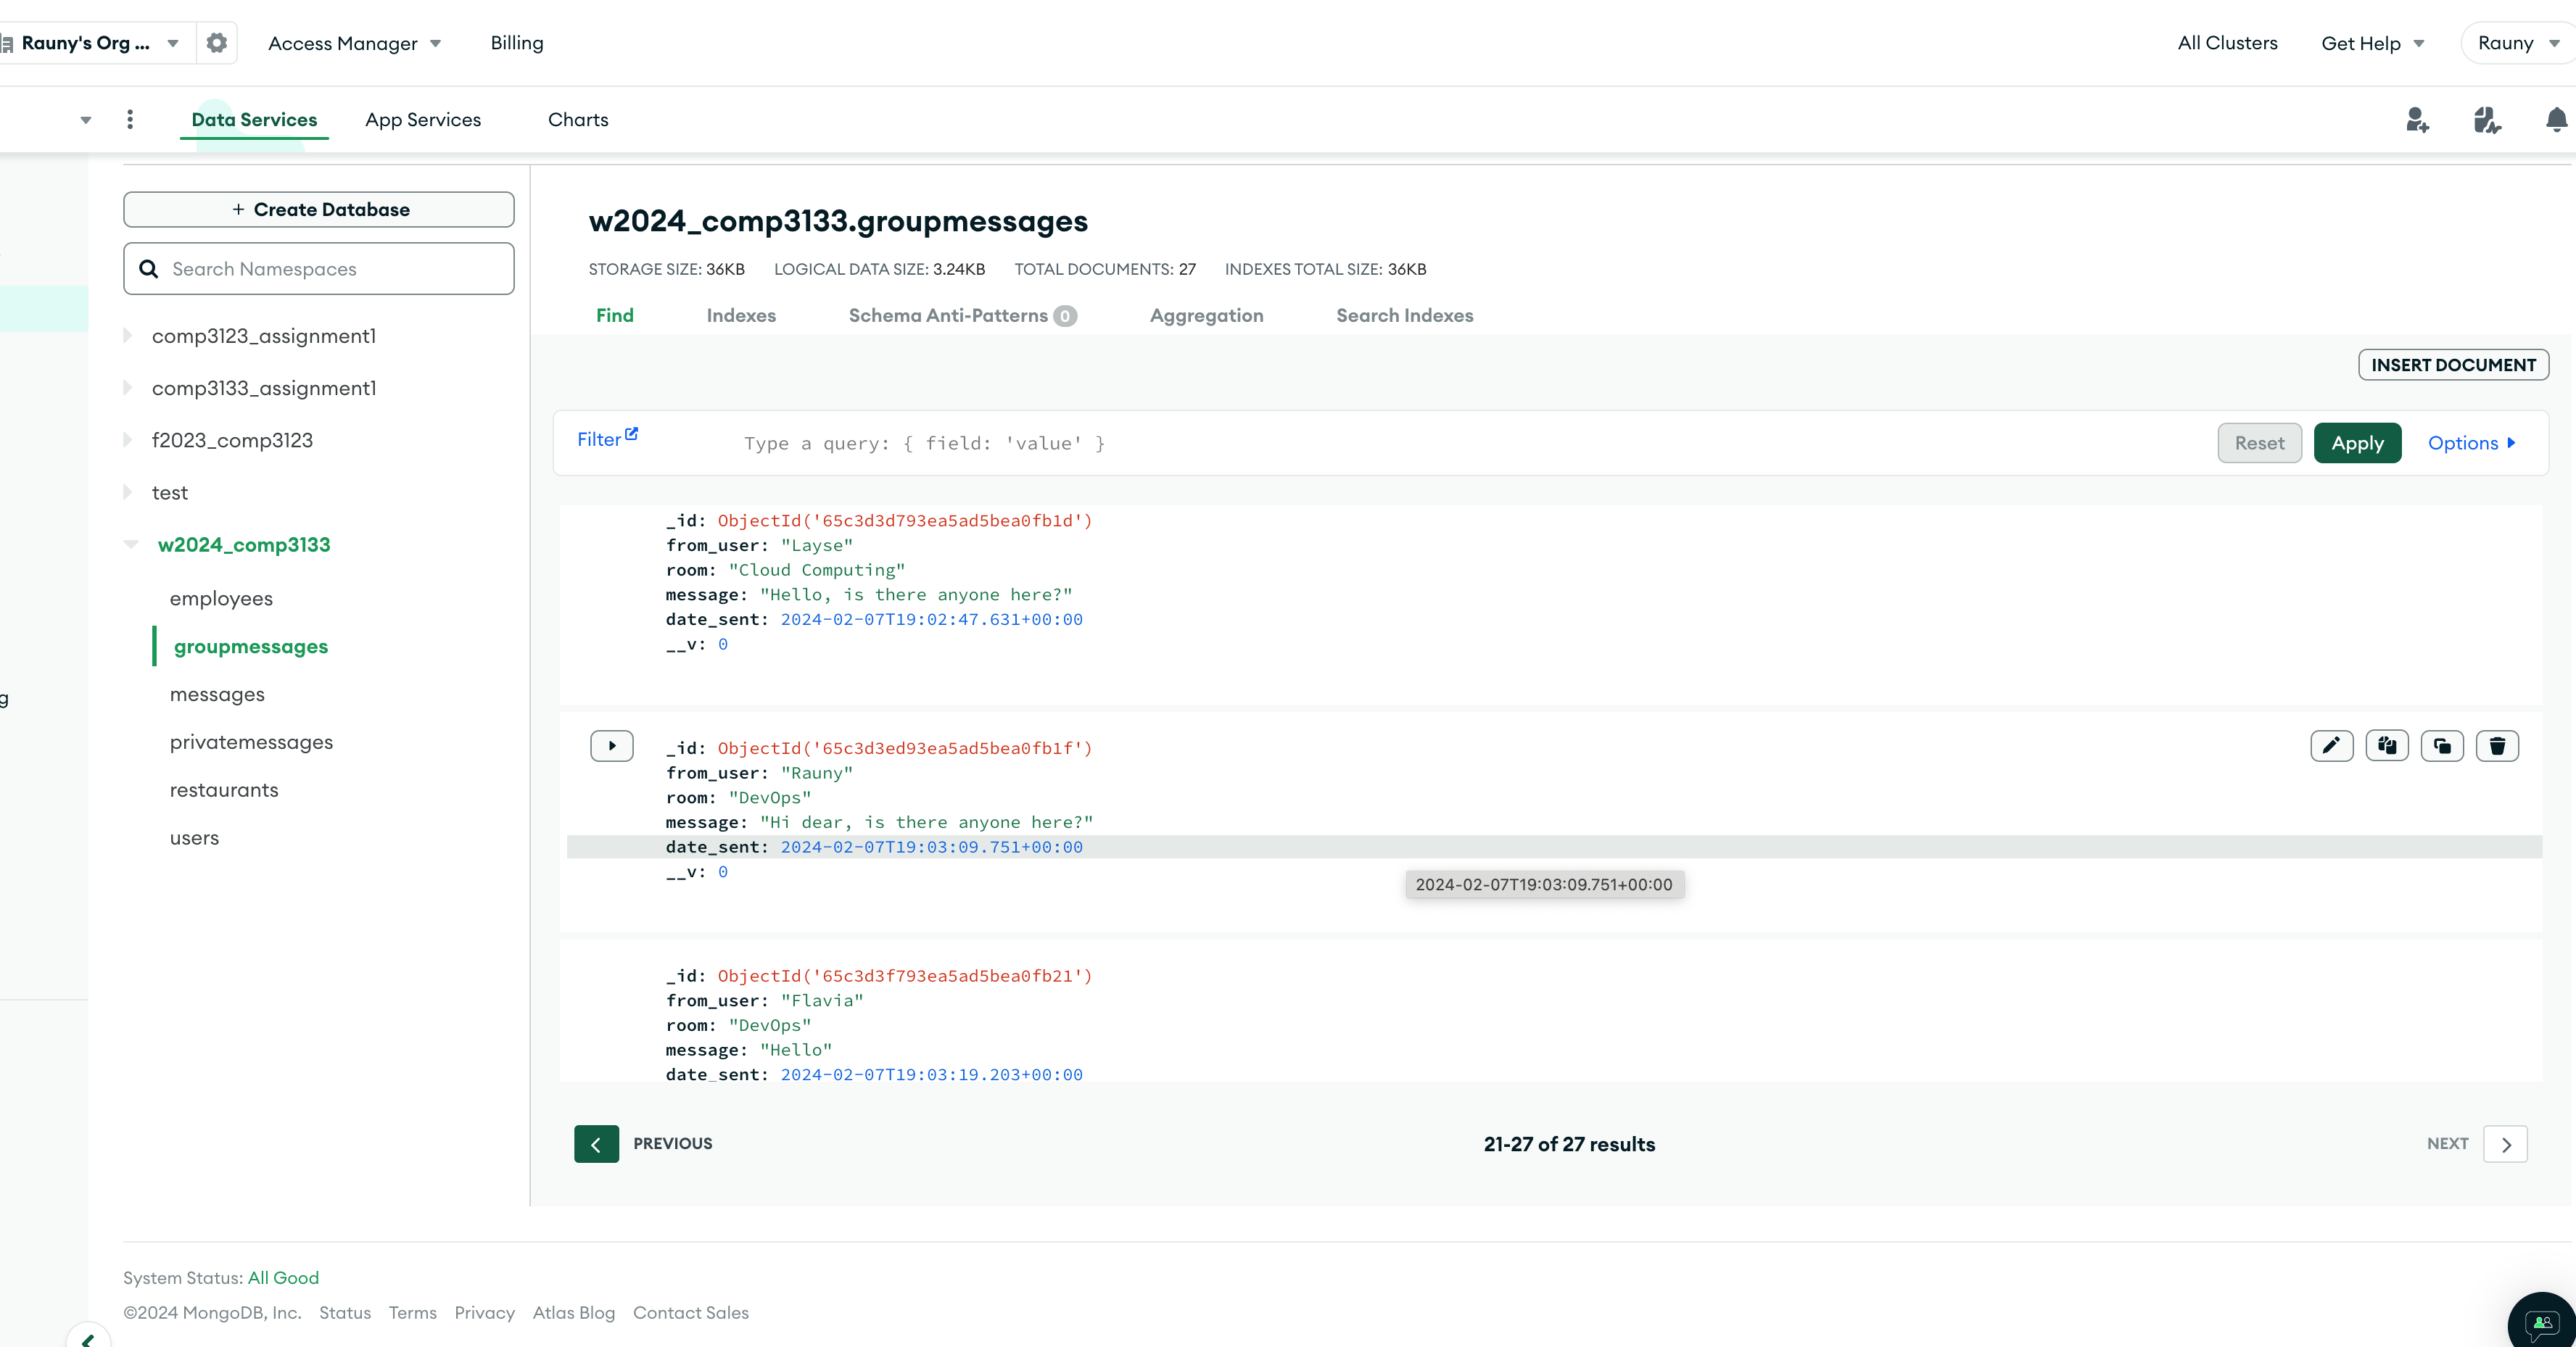 Rauny's Org ...
Access Manager
Billing
All Clusters
Get Help
Rauny
Data Services
App Services
Charts
+ Create Database
Search Namespaces
comp3123_assignment1
comp3133_assignment1
f2023_comp3123
test
w2024_comp3133
employees
groupmessages
messages
privatemessages
restaurants
users
g
w2024_comp3133.groupmessages
STORAGE SIZE: 36KB LOGICAL DATA SIZE: 3.24KB TOTAL DOCUMENTS: 27 INDEXES TOTAL SIZE: 36KB
Find Indexes Schema Anti-Patterns 0 Aggregation Search Indexes
INSERT DOCUMENT
Filter Type a query: { field: 'value' } Reset Apply Options
_id: ObjectId('65c3d3d793ea5ad5bea0fb1d')
from_user: "Layse"
room: "Cloud Computing"
message: "Hello, is there anyone here?"
date_sent: 2024-02-07T19:02:47.631+00:00
__v: 0
_id: ObjectId('65c3d3ed93ea5ad5bea0fb1f')
from_user: "Rauny"
room: "DevOps"
message: "Hi dear, is there anyone here?"
date_sent: 2024-02-07T19:03:09.751+00:00
__v: 0
2024-02-07T19:03:09.751+00:00
_id: ObjectId('65c3d3f793ea5ad5bea0fb21')
from_user: "Flavia"
room: "DevOps"
message: "Hello"
date_sent: 2024-02-07T19:03:19.203+00:00
PREVIOUS 21-27 of 27 results NEXT
System Status: All Good
©2024 MongoDB, Inc. Status Terms Privacy Atlas Blog Contact Sales